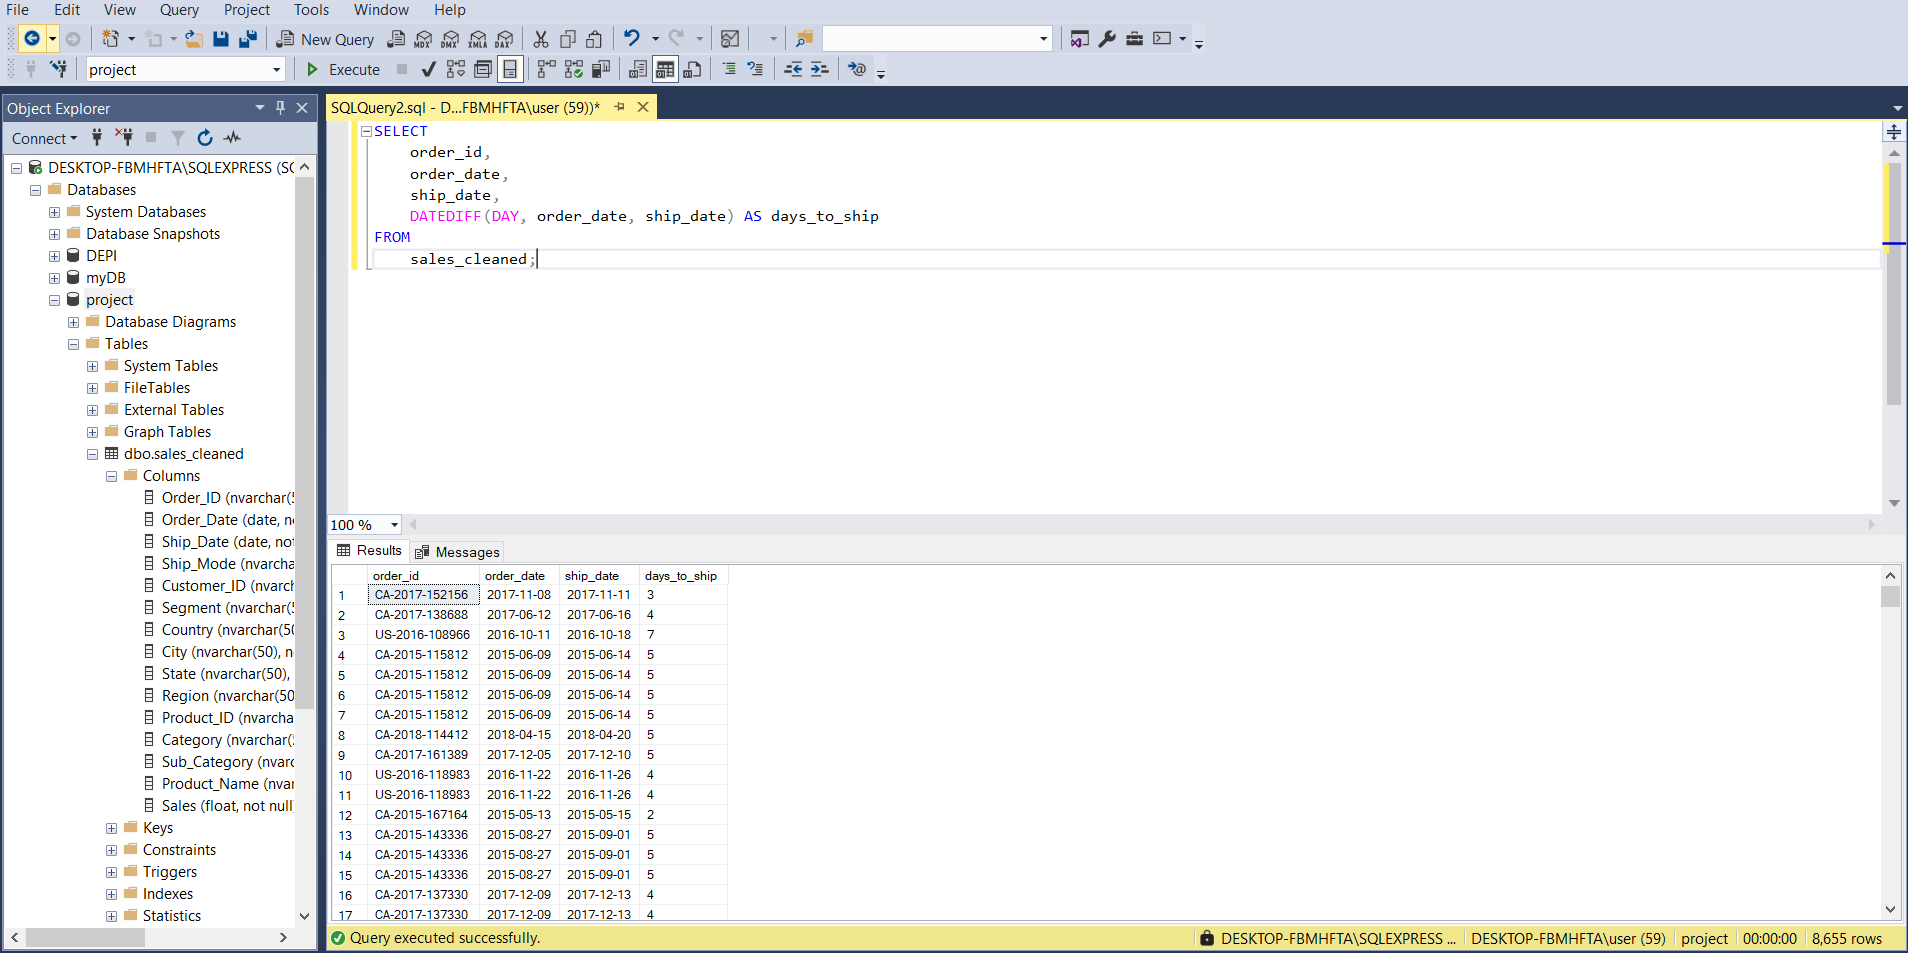 File Edit View Query Project Tools Window Help
New Query MDX DMX XMLA DAX
project Execute
Object Explorer
Connect
DESKTOP-FBMHFTA\SQLEXPRESS (SQ
Databases
System Databases
Database Snapshots
DEPI
myDB
project
Database Diagrams
Tables
System Tables
FileTables
External Tables
Graph Tables
dbo.sales_cleaned
Columns
Order_ID (nvarchar(5
Order_Date (date, n
Ship_Date (date, not
Ship_Mode (nvarcha
Customer_ID (nvarc
Segment (nvarchar(
Country (nvarchar(50
City (nvarchar(50), n
State (nvarchar(50),
Region (nvarchar(50
Product_ID (nvarcha
Category (nvarchar(5
Sub_Category (nvarc
Product_Name (nvar
Sales (float, not null
Keys
Constraints
Triggers
Indexes
Statistics
SQLQuery2.sql - D...FBMHFTA\user (59))*
SELECT
order_id,
order_date,
ship_date,
DATEDIFF(DAY, order_date, ship_date) AS days_to_ship
FROM
sales_cleaned;
100 %
Results Messages
order_id order_date ship_date days_to_ship
1 CA-2017-152156 2017-11-08 2017-11-11 3
2 CA-2017-138688 2017-06-12 2017-06-16 4
3 US-2016-108966 2016-10-11 2016-10-18 7
4 CA-2015-115812 2015-06-09 2015-06-14 5
5 CA-2015-115812 2015-06-09 2015-06-14 5
6 CA-2015-115812 2015-06-09 2015-06-14 5
7 CA-2015-115812 2015-06-09 2015-06-14 5
8 CA-2018-114412 2018-04-15 2018-04-20 5
9 CA-2017-161389 2017-12-05 2017-12-10 5
10 US-2016-118983 2016-11-22 2016-11-26 4
11 US-2016-118983 2016-11-22 2016-11-26 4
12 CA-2015-167164 2015-05-13 2015-05-15 2
13 CA-2015-143336 2015-08-27 2015-09-01 5
14 CA-2015-143336 2015-08-27 2015-09-01 5
15 CA-2015-143336 2015-08-27 2015-09-01 5
16 CA-2017-137330 2017-12-09 2017-12-13 4
17 CA-2017-137330 2017-12-09 2017-12-13 4
Query executed successfully. DESKTOP-FBMHFTA\SQLEXPRESS ... DESKTOP-FBMHFTA\user (59) project 00:00:00 8,655 rows